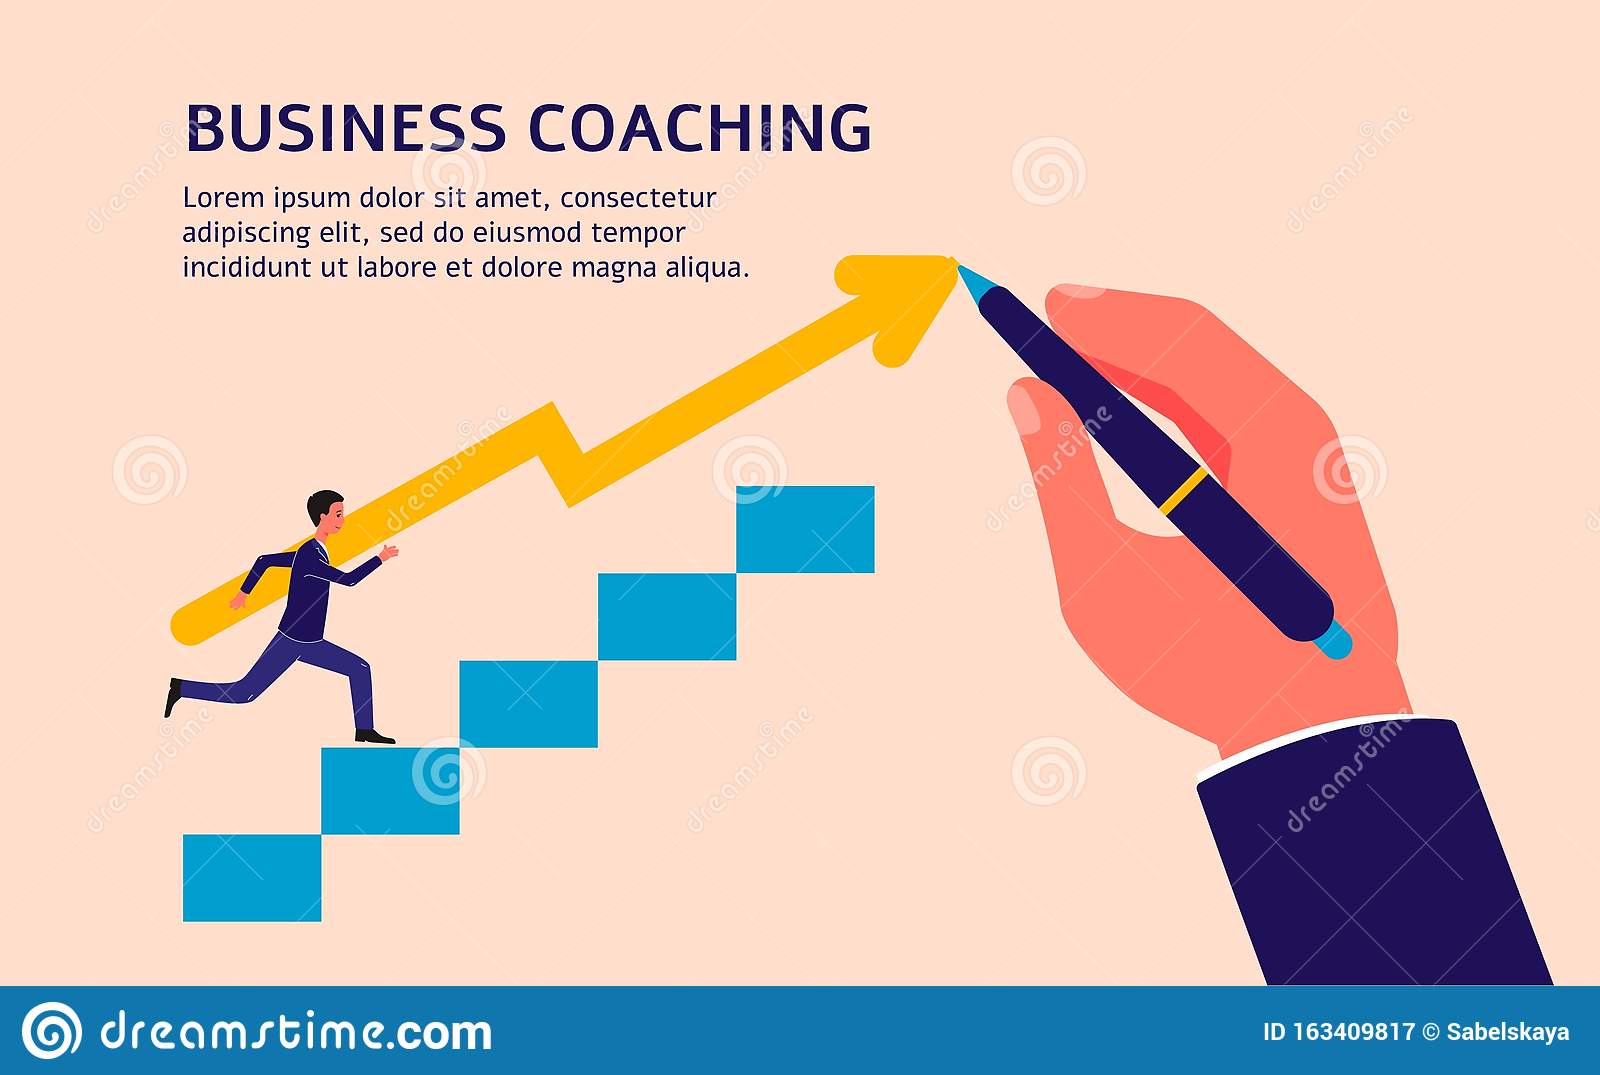 BUSINESS COACHING
Lorem ipsum dolor sit amet, consectetur
adipiscing elit, sed do eiusmod tempor
incididunt ut labore et dolore magna aliqua.
dreamstime.com
ID 163409817 © Sabelskaya